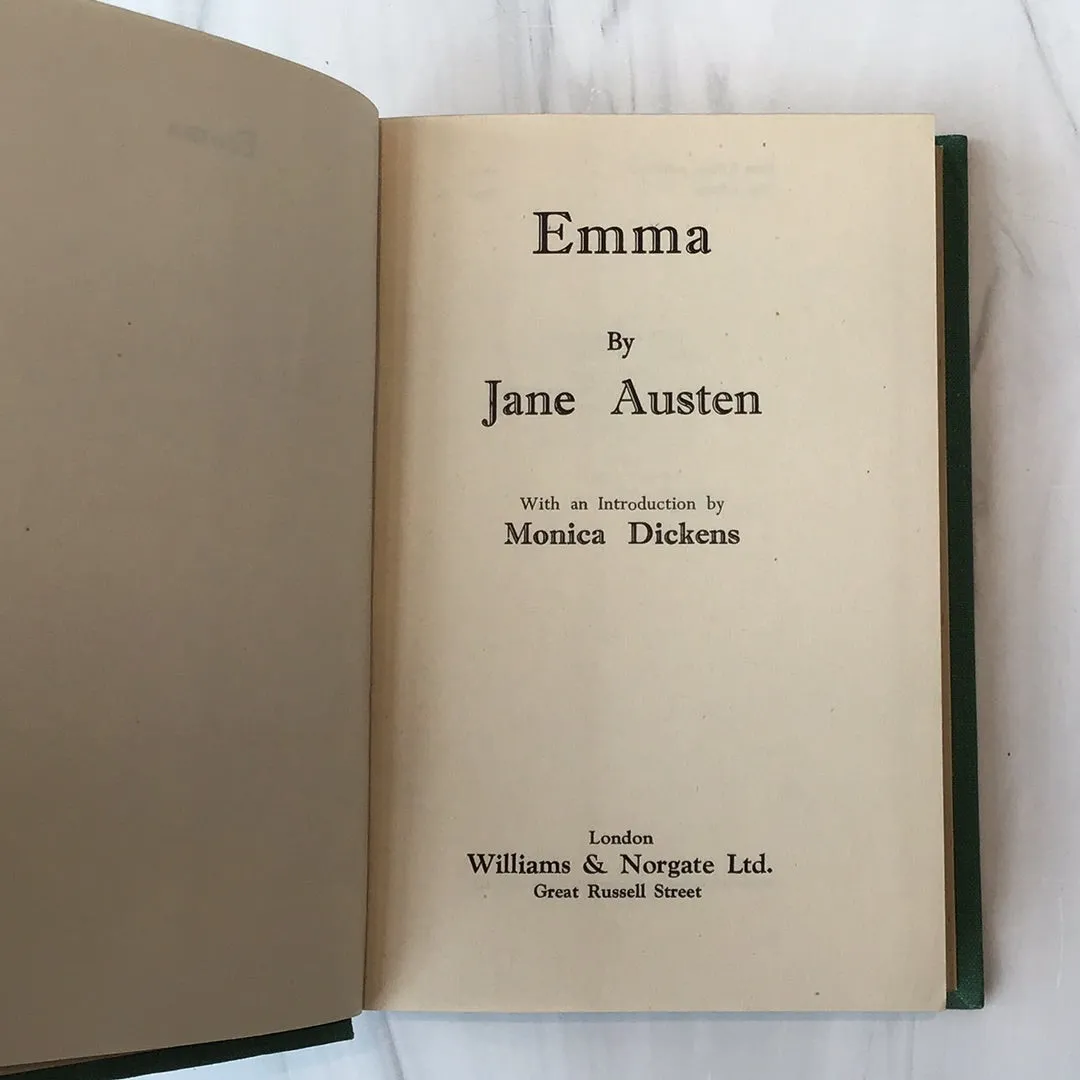 Emma
By
Jane Austen
With an Introduction by
Monica Dickens
London
Williams & Norgate Ltd.
Great Russell Street